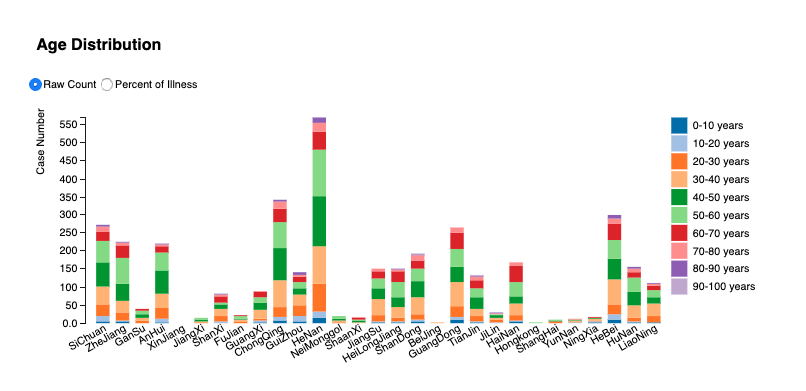 Age Distribution
Raw Count Percent of Illness
Case Number
550
500
450
400
350
300
250
200
150
100
50
0.0
SiChuan
ZheJiang
GanSu
AnHui
XinJiang
JiangXi
ShanXi
FuJian
GuangXi
ChongQing
GuiZhou
HeNan
NeiMonggol
ShaanXi
JiangSu
HeiLongJiang
ShanDong
BeiJing
GuangDong
TianJin
JiLin
HaiNan
Hongkong
ShangHai
YunNan
NingXia
HeBei
HuNan
LiaoNing
0-10 years
10-20 years
20-30 years
30-40 years
40-50 years
50-60 years
60-70 years
70-80 years
80-90 years
90-100 years